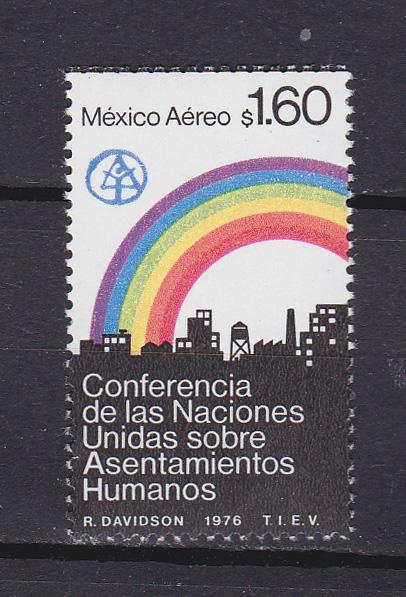 México Aéreo $1.60
Conferencia
de las Naciones
Unidas sobre
Asentamientos
Humanos
R. DAVIDSON 1976 T.I.E.V.